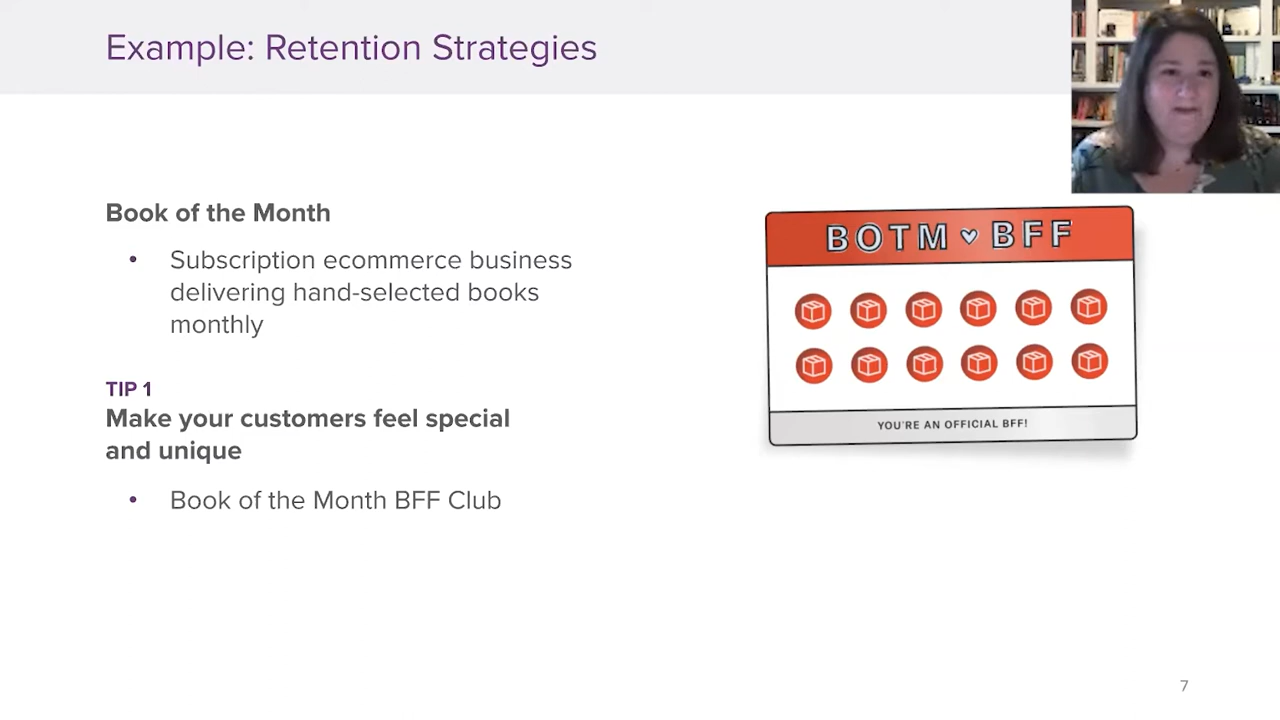 Example: Retention Strategies
Book of the Month
• Subscription ecommerce business
delivering hand-selected books
monthly
TIP 1
Make your customers feel special
and unique
• Book of the Month BFF Club
BOTM BFF
YOU'RE AN OFFICIAL BFF!
7